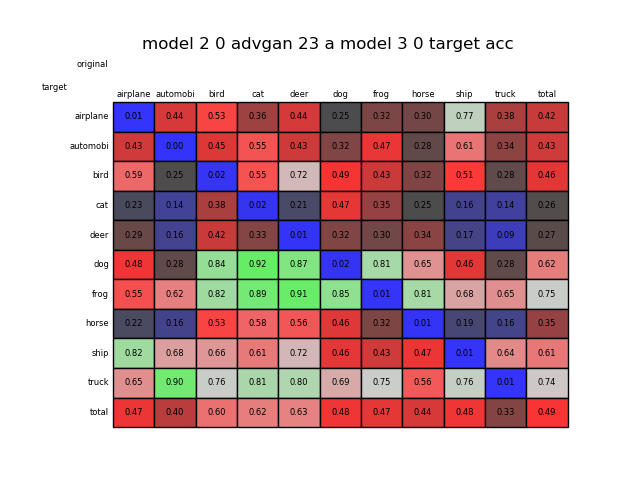 model 2 0 advgan 23 a model 3 0 target acc
original
target
airplane automobi bird cat deer dog frog horse ship truck total
airplane 0.01 0.44 0.53 0.36 0.44 0.25 0.32 0.30 0.77 0.38 0.42
automobi 0.43 0.00 0.45 0.55 0.43 0.32 0.47 0.28 0.61 0.34 0.43
bird 0.59 0.25 0.02 0.55 0.72 0.49 0.43 0.32 0.51 0.28 0.46
cat 0.23 0.14 0.38 0.02 0.21 0.47 0.35 0.25 0.16 0.14 0.26
deer 0.29 0.16 0.42 0.33 0.01 0.32 0.30 0.34 0.17 0.09 0.27
dog 0.48 0.28 0.84 0.92 0.87 0.02 0.81 0.65 0.46 0.28 0.62
frog 0.55 0.62 0.82 0.89 0.91 0.85 0.01 0.81 0.68 0.65 0.75
horse 0.22 0.16 0.53 0.58 0.56 0.46 0.32 0.01 0.19 0.16 0.35
ship 0.82 0.68 0.66 0.61 0.72 0.46 0.43 0.47 0.01 0.64 0.61
truck 0.65 0.90 0.76 0.81 0.80 0.69 0.75 0.56 0.76 0.01 0.74
total 0.47 0.40 0.60 0.62 0.63 0.48 0.47 0.44 0.48 0.33 0.49